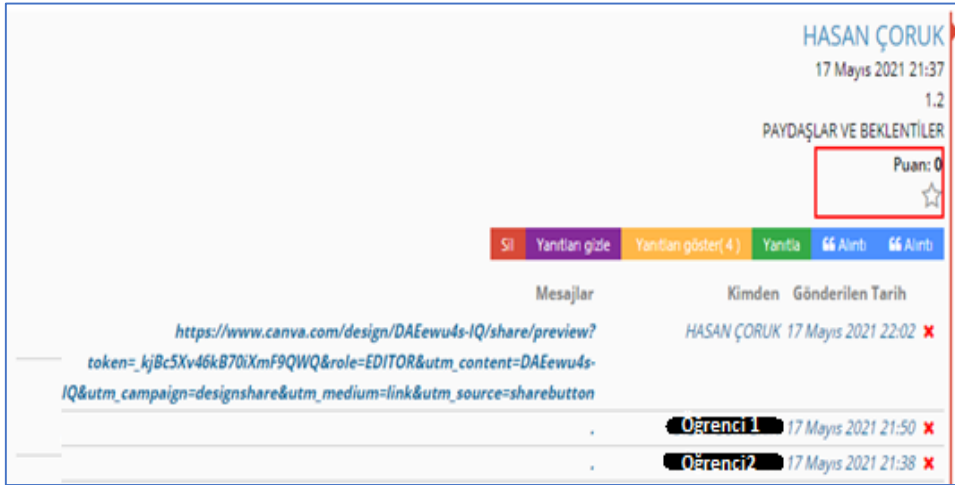 HASAN ÇORUK
17 Mayıs 2021 21:37
1.2
PAYDAŞLAR VE BEKLENTİLER
Puan: 0
Sil Yanıtları gizle Yanıtları göster( 4 ) Yanıtla Alıntı Alıntı
Mesajlar Kimden Gönderilen Tarih
https://www.canva.com/design/DAEewu4s-IQ/share/preview? HASAN ÇORUK 17 Mayıs 2021 22:02
token=_kjBc5Xv46kB70iXmF9QWQ&role=EDITOR&utm_content=DAEewu4s-
IQ&utm_campaign=designshare&utm_medium=link&utm_source=sharebutton
. Öğrenci 1 17 Mayıs 2021 21:50
. Öğrenci2 17 Mayıs 2021 21:38